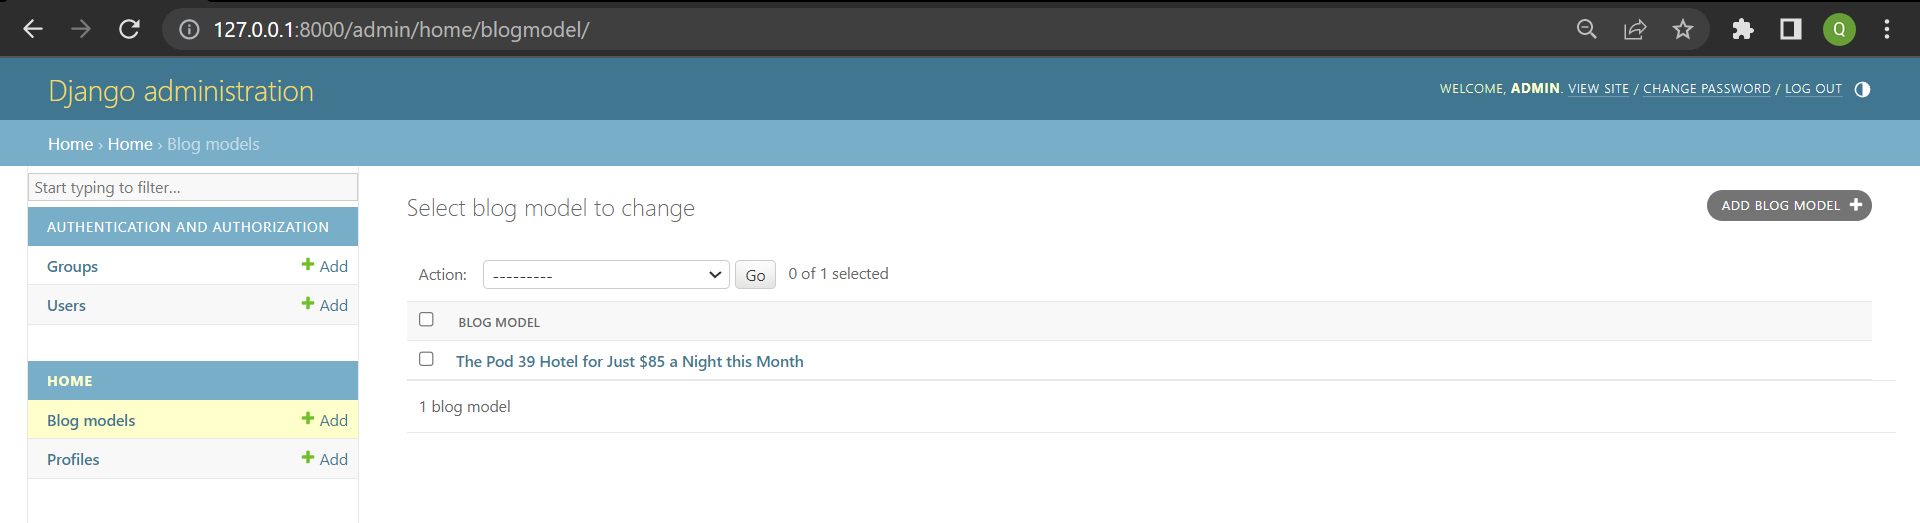 127.0.0.1:8000/admin/home/blogmodel/
Q
Django administration
WELCOME, ADMIN. VIEW SITE / CHANGE PASSWORD / LOG OUT
Home › Home › Blog models
Start typing to filter...
AUTHENTICATION AND AUTHORIZATION
Groups + Add
Users + Add
HOME
Blog models + Add
Profiles + Add
Select blog model to change
ADD BLOG MODEL +
Action: --------- Go 0 of 1 selected
BLOG MODEL
The Pod 39 Hotel for Just $85 a Night this Month
1 blog model